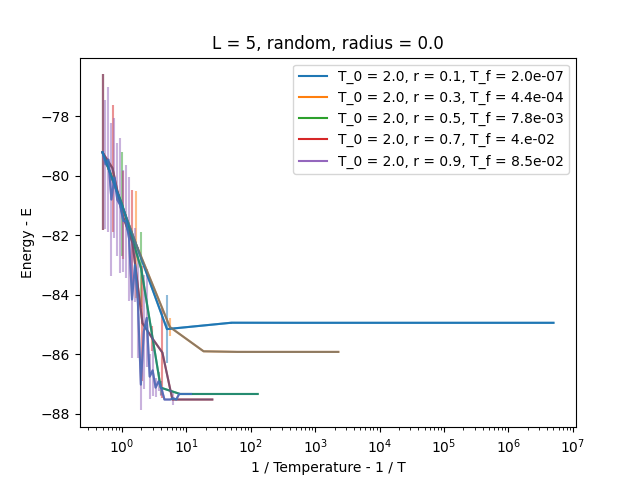 L = 5, random, radius = 0.0
T_0 = 2.0, r = 0.1, T_f = 2.0e-07
T_0 = 2.0, r = 0.3, T_f = 4.4e-04
T_0 = 2.0, r = 0.5, T_f = 7.8e-03
T_0 = 2.0, r = 0.7, T_f = 4.e-02
T_0 = 2.0, r = 0.9, T_f = 8.5e-02
Energy - E
−78
−80
−82
−84
−86
−88
10⁰ 10¹ 10² 10³ 10⁴ 10⁵ 10⁶ 10⁷
1 / Temperature - 1 / T